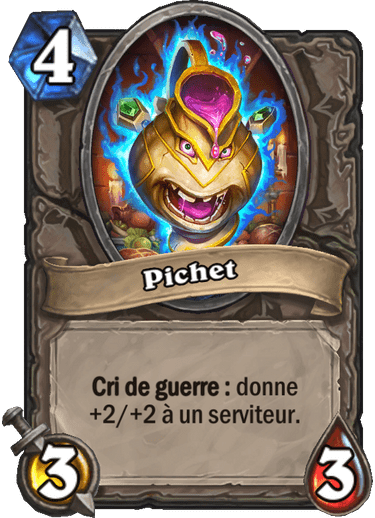 4
Pichet
Cri de guerre : donne
+2/+2 à un serviteur.
3
3